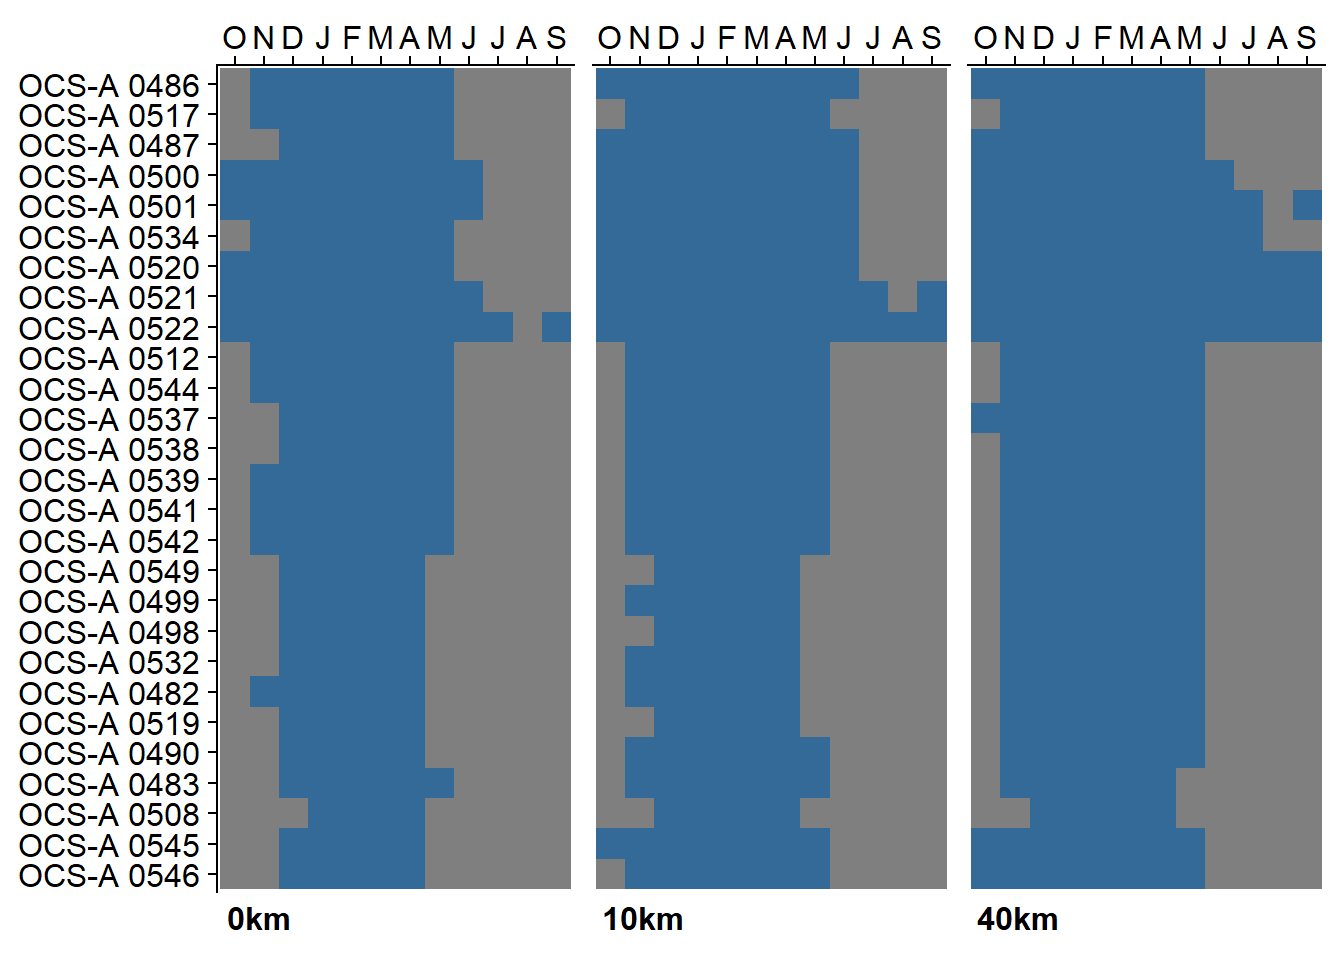 O N D J F M A M J J A S
O N D J F M A M J J A S
O N D J F M A M J J A S
OCS-A 0486
OCS-A 0517
OCS-A 0487
OCS-A 0500
OCS-A 0501
OCS-A 0534
OCS-A 0520
OCS-A 0521
OCS-A 0522
OCS-A 0512
OCS-A 0544
OCS-A 0537
OCS-A 0538
OCS-A 0539
OCS-A 0541
OCS-A 0542
OCS-A 0549
OCS-A 0499
OCS-A 0498
OCS-A 0532
OCS-A 0482
OCS-A 0519
OCS-A 0490
OCS-A 0483
OCS-A 0508
OCS-A 0545
OCS-A 0546
0km
10km
40km